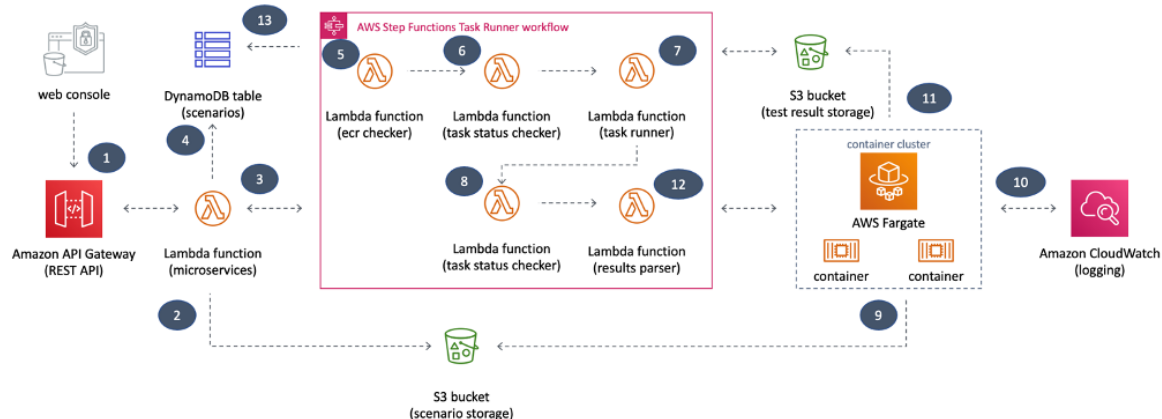 13
AWS Step Functions Task Runner workflow
5
6
7
web console
DynamoDB table
(scenarios)
Lambda function
(ecr checker)
Lambda function
(task status checker)
Lambda function
(task runner)
S3 bucket
(test result storage)
11
4
1
3
8
12
container cluster
10
AWS Fargate
Amazon API Gateway
(REST API)
Lambda function
(microservices)
Lambda function
(task status checker)
Lambda function
(results parser)
container
container
Amazon CloudWatch
(logging)
2
9
S3 bucket
(scenario storage)